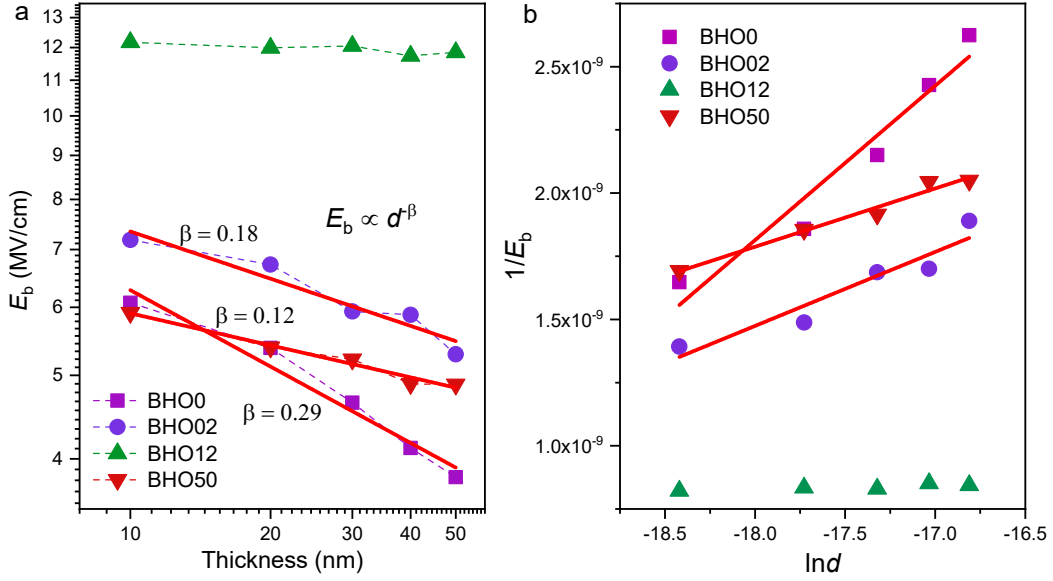 a
13
12
11
10
9
8
7
6
5
4
E_b (MV/cm)
E_b ∝ d^-β
β = 0.18
β = 0.12
β = 0.29
BHO0
BHO02
BHO12
BHO50
10
20
30
40
50
Thickness (nm)
b
BHO0
BHO02
BHO12
BHO50
2.5x10⁻⁹
2.0x10⁻⁹
1.5x10⁻⁹
1.0x10⁻⁹
1/E_b
-18.5
-18.0
-17.5
-17.0
-16.5
lnd